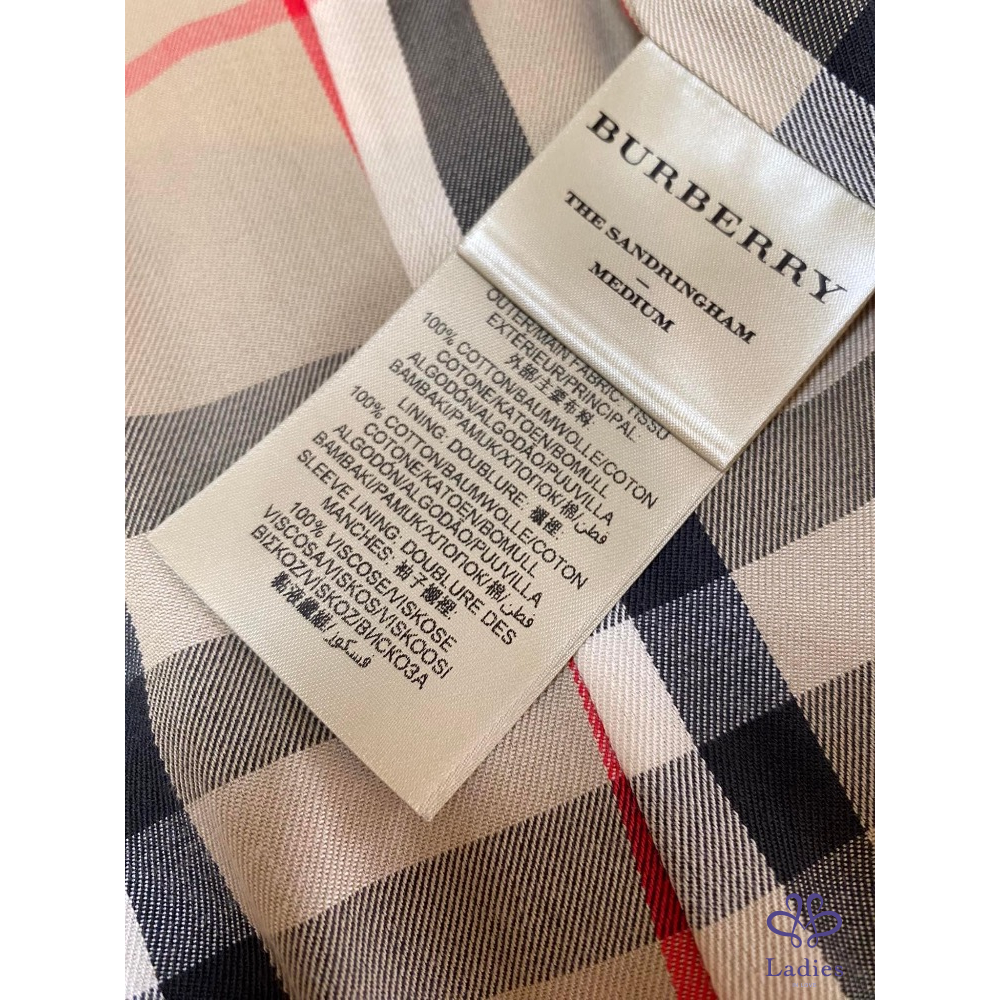 BURBERRY
THE SANDRINGHAM
–
MEDIUM
OUTER/MAIN FABRIC: TISSU
EXTÉRIEUR/PRINCIPAL:
外部/主要布料
100% COTTON/BAUMWOLLE/COTON
COTONE/KATOEN/BOMULL
ALGODÓN/ALGODÃO/PUUVILLA
BAMBAKI/PAMUK/ХЛОПОК/棉/قطن
LINING: DOUBLURE: 襯裡:
100% COTTON/BAUMWOLLE/COTON
COTONE/KATOEN/BOMULL
ALGODÓN/ALGODÃO/PUUVILLA
BAMBAKI/PAMUK/ХЛОПОК/棉/قطن
SLEEVE LINING: DOUBLURE DES
MANCHES: 袖子襯裡:
100% VISCOSE/VISKOSE
VISCOSA/VISKOS/VISKOOSI
ΒΙΣΚΟΖ/VISKOZ/ВИСКОЗА
黏液纖維/فسكوز
Ladies